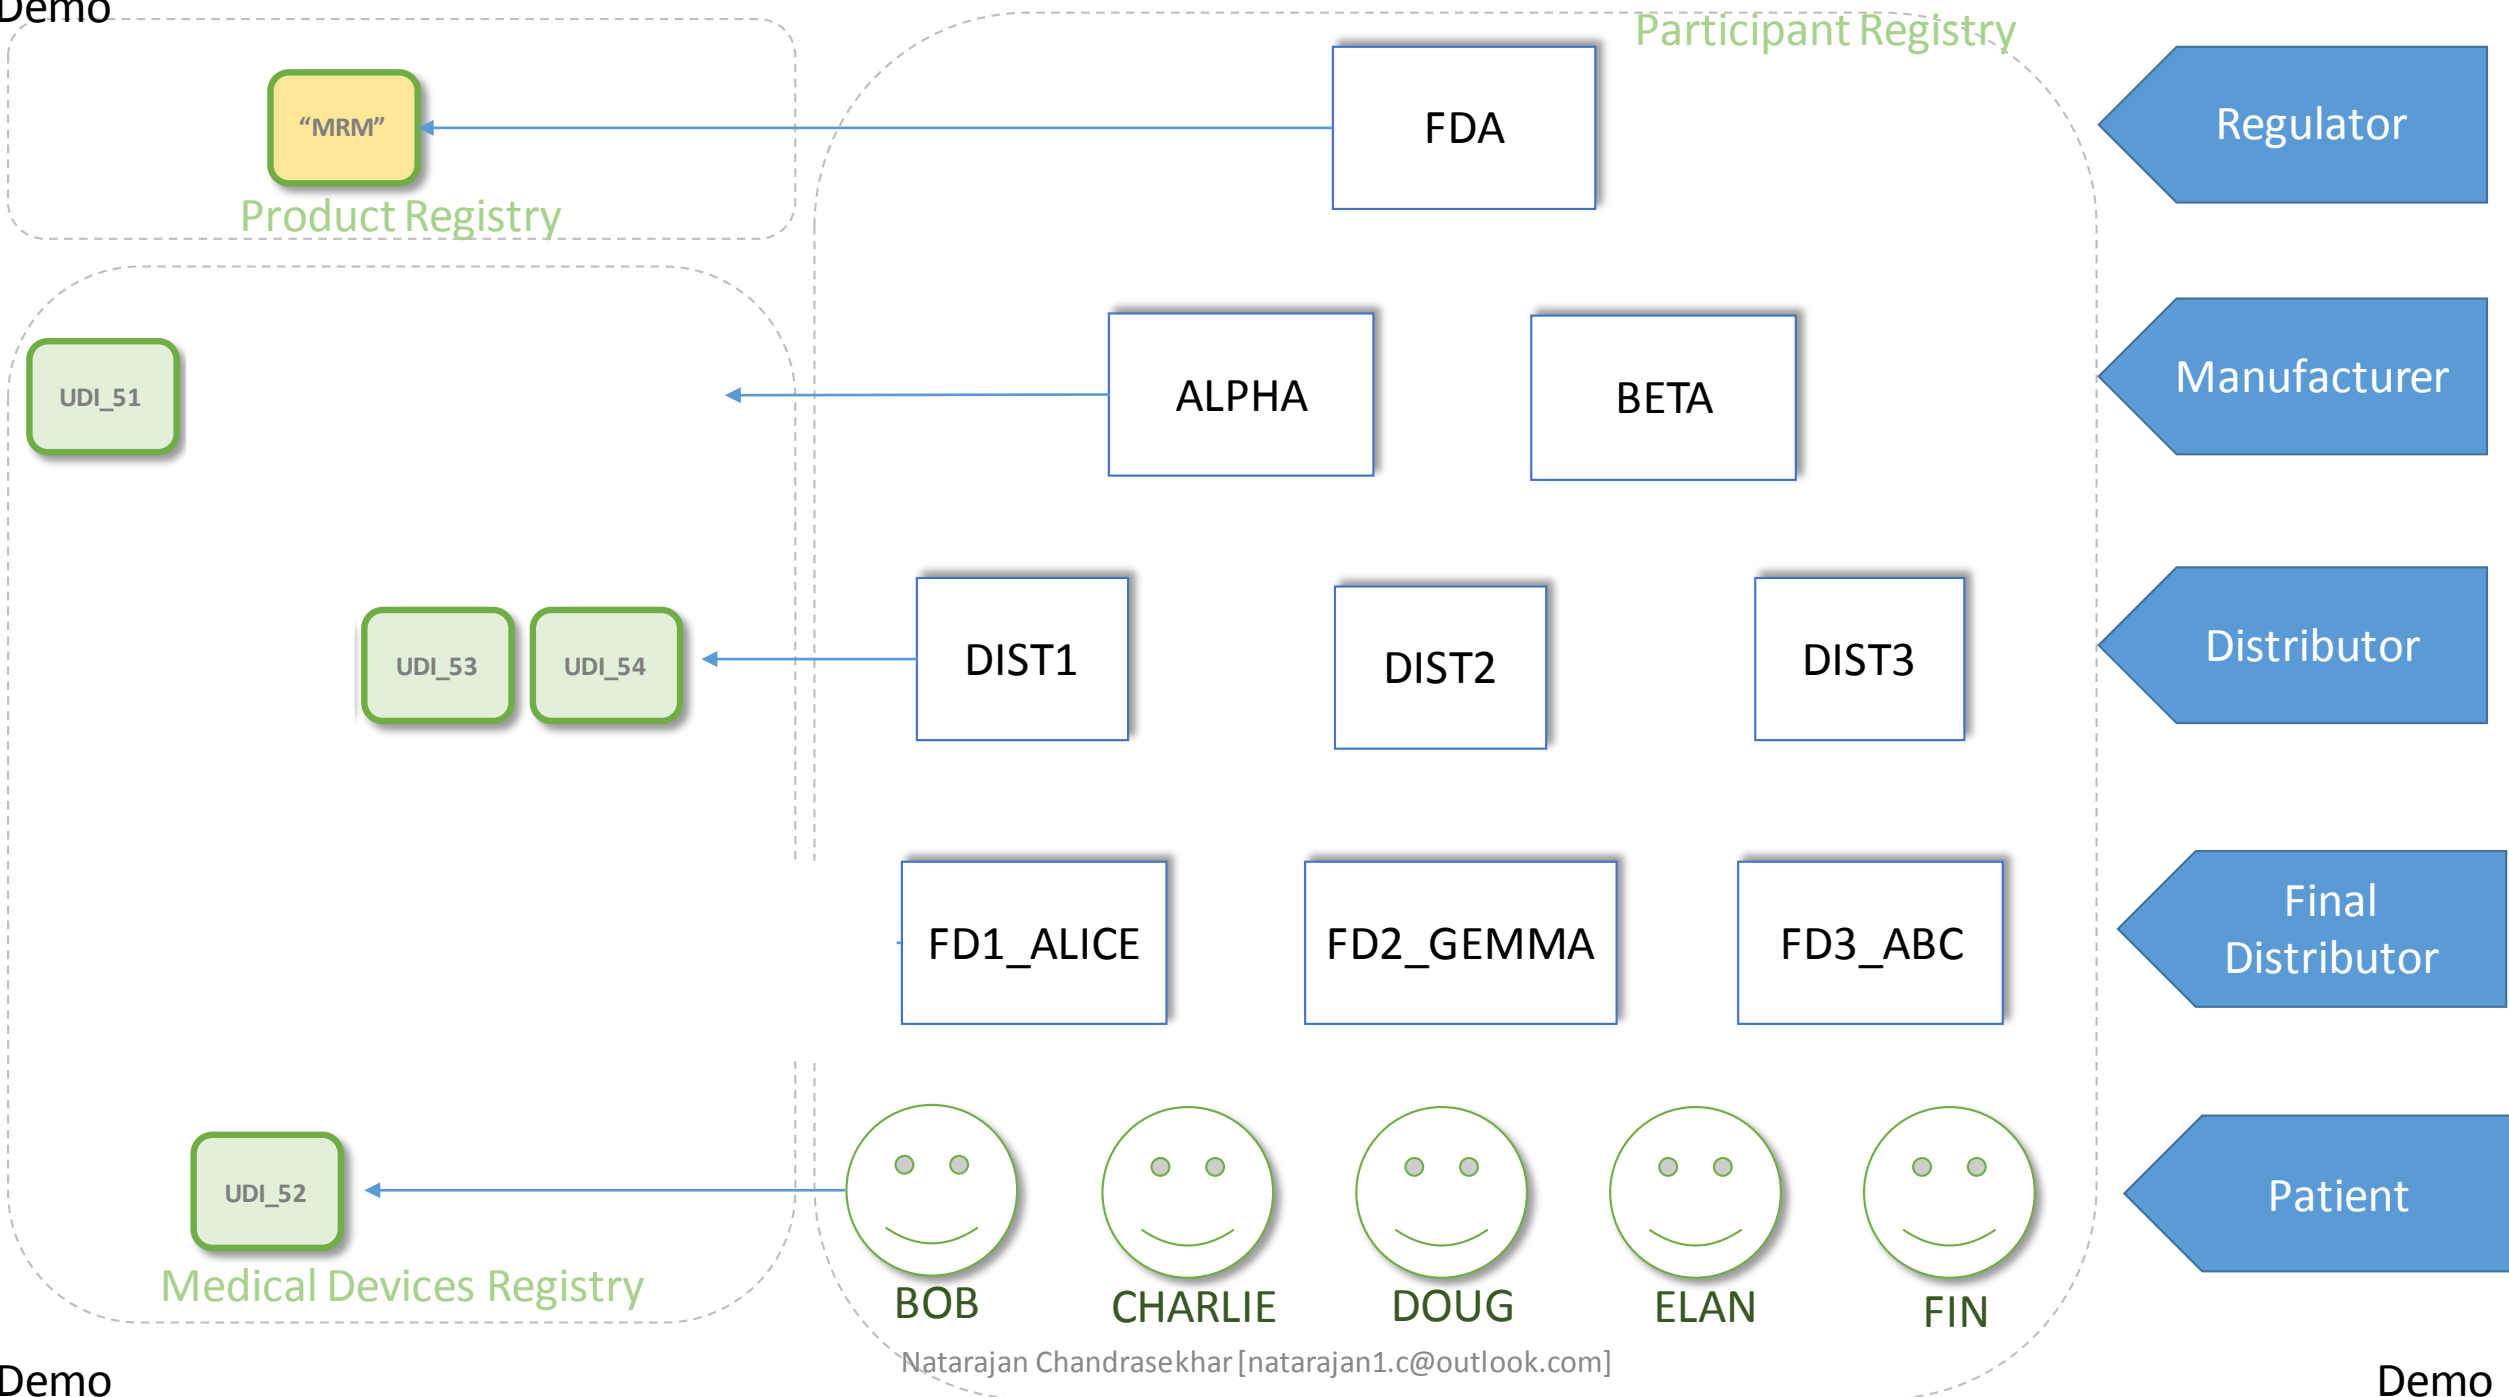 Demo
Participant Registry
“MRM”
FDA
Regulator
Product Registry
UDI_51
ALPHA
BETA
Manufacturer
UDI_53
UDI_54
DIST1
DIST2
DIST3
Distributor
FD1_ALICE
FD2_GEMMA
FD3_ABC
Final
Distributor
UDI_52
Patient
Medical Devices Registry
BOB
CHARLIE
DOUG
ELAN
FIN
Natarajan Chandrasekhar [natarajan1.c@outlook.com]
Demo
Demo